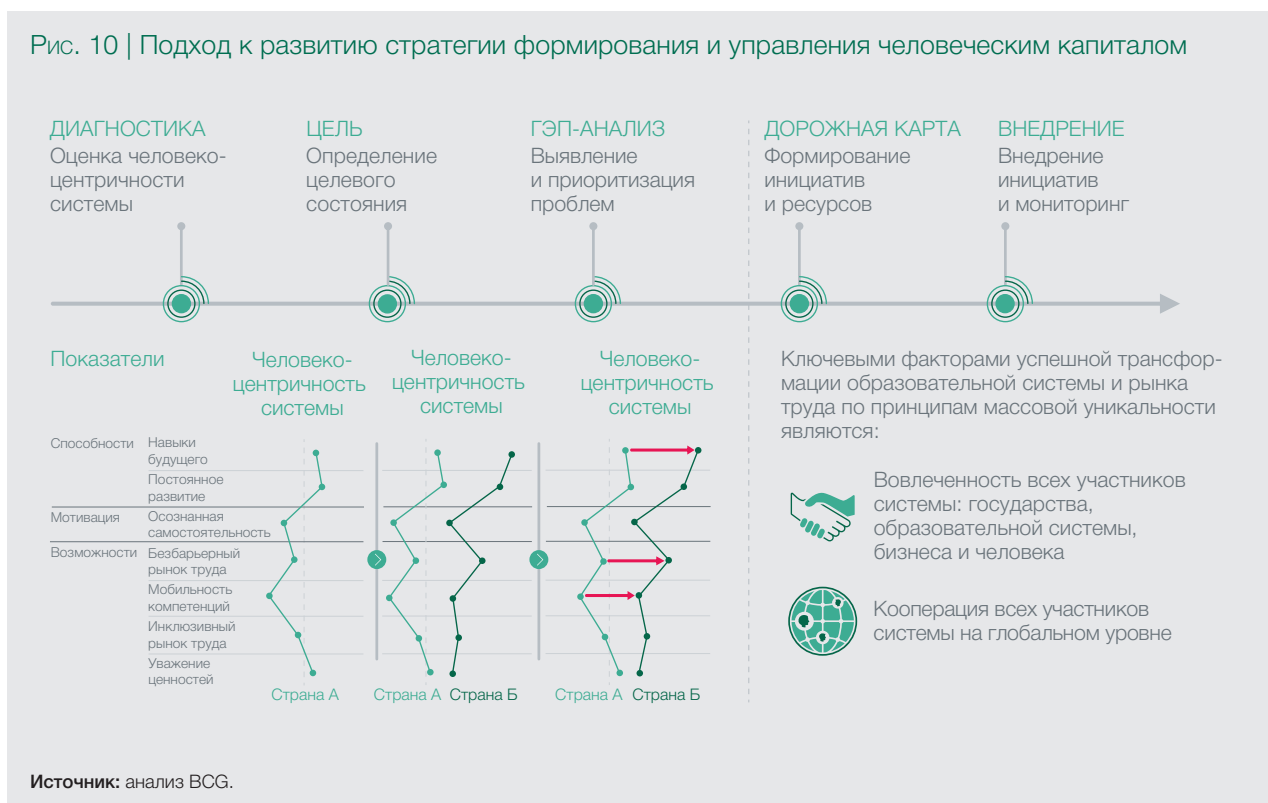 Рис. 10 | Подход к развитию стратегии формирования и управления человеческим капиталом
ДИАГНОСТИКА
Оценка человеко-
центричности
системы
ЦЕЛЬ
Определение
целевого
состояния
ГЭП-АНАЛИЗ
Выявление
и приоритизация
проблем
ДОРОЖНАЯ КАРТА
Формирование
инициатив
и ресурсов
ВНЕДРЕНИЕ
Внедрение
инициатив
и мониторинг
Показатели
Человеко-
центричность
системы
Человеко-
центричность
системы
Человеко-
центричность
системы
Способности
Навыки
будущего
Постоянное
развитие
Мотивация
Осознанная
самостоятельность
Возможности
Безбарьерный
рынок труда
Мобильность
компетенций
Инклюзивный
рынок труда
Уважение
ценностей
Страна А
Страна А
Страна Б
Страна А
Страна Б
Ключевыми факторами успешной трансфор-
мации образовательной системы и рынка
труда по принципам массовой уникальности
являются:
Вовлеченность всех участников
системы: государства,
образовательной системы,
бизнеса и человека
Кооперация всех участников
системы на глобальном уровне
Источник: анализ BCG.